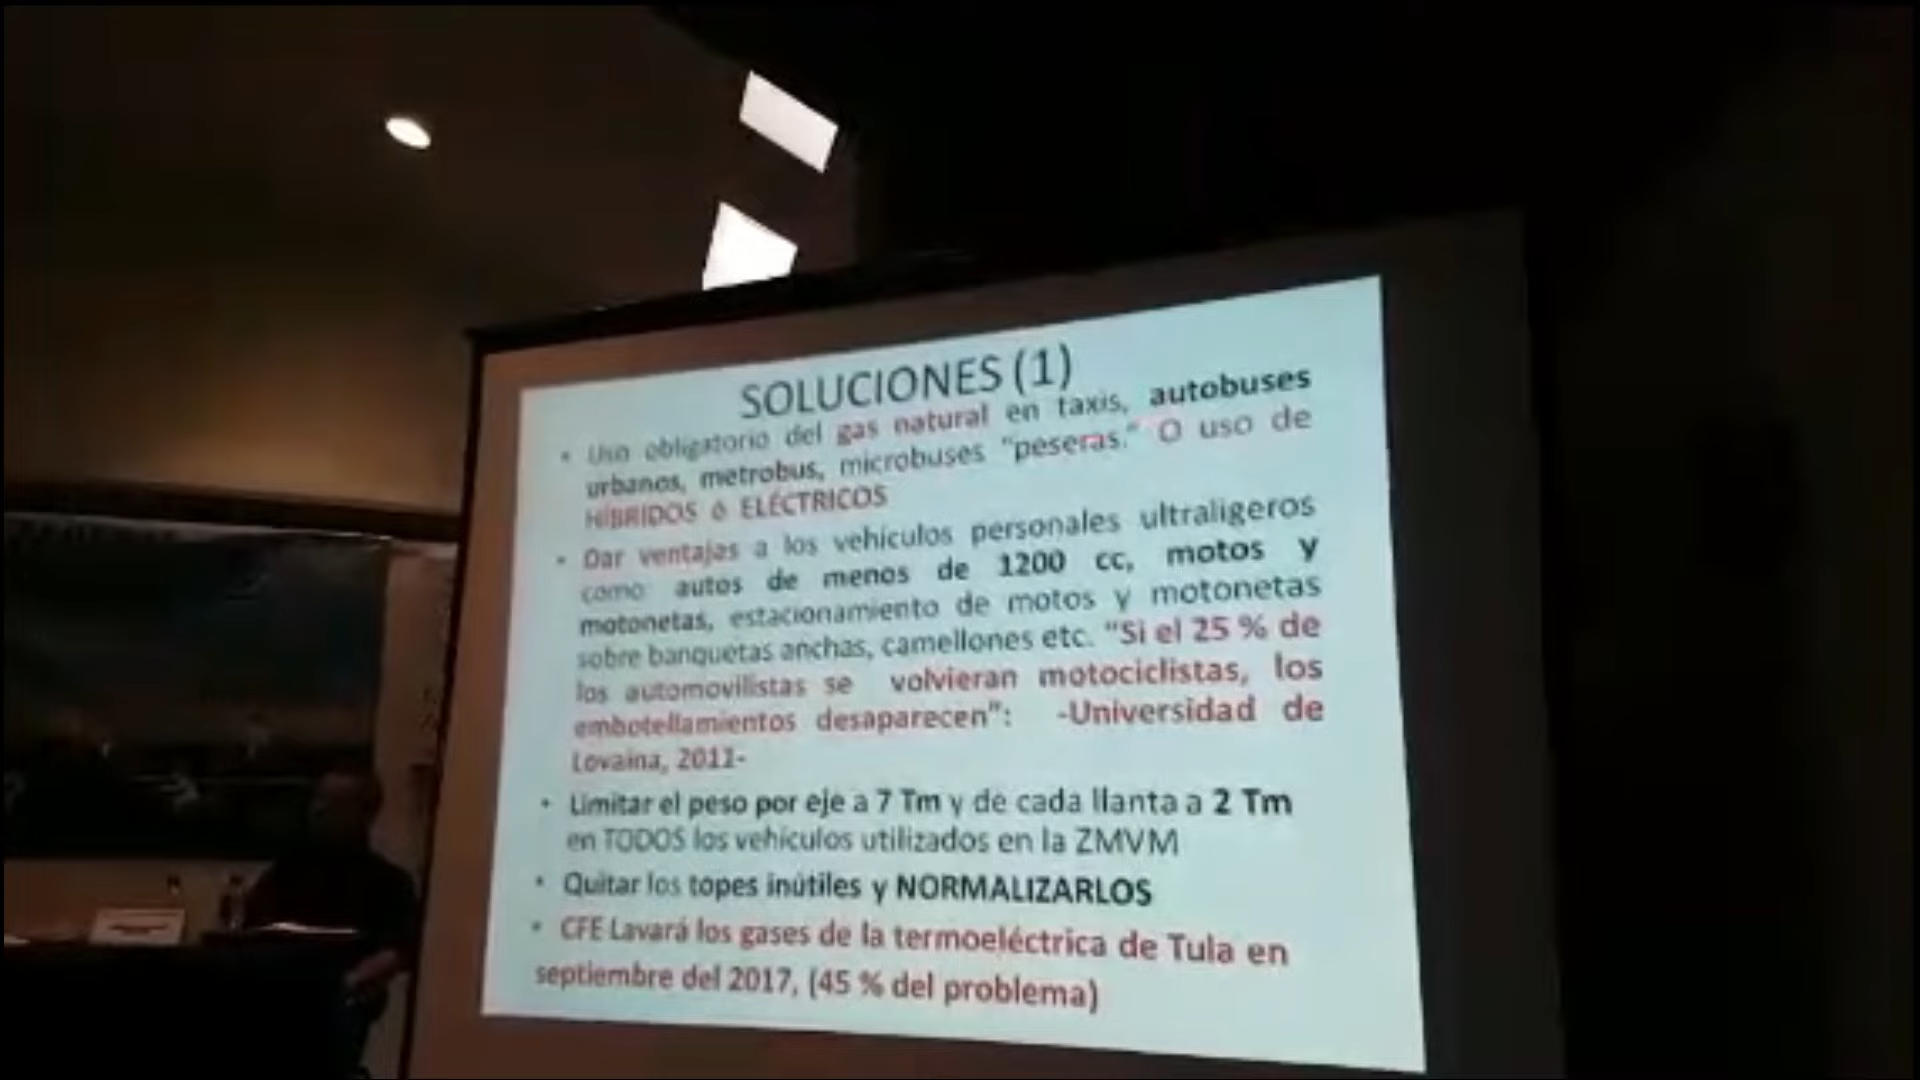 SOLUCIONES (1)
• Uso obligatorio del gas natural en taxis, autobuses
urbanos, metrobus, microbuses "peseras." O uso de
HÍBRIDOS ó ELÉCTRICOS
• Dar ventajas a los vehículos personales ultraligeros
como: autos de menos de 1200 cc, motos y
motonetas, estacionamiento de motos y motonetas
sobre banquetas anchas, camellones etc. "Si el 25 % de
los automovilistas se volvieran motociclistas, los
embotellamientos desaparecen": -Universidad de
Lovaina, 2011-
• Limitar el peso por eje a 7 Tm y de cada llanta a 2 Tm
en TODOS los vehículos utilizados en la ZMVM
• Quitar los topes inútiles y NORMALIZARLOS
• CFE Lavará los gases de la termoeléctrica de Tula en
septiembre del 2017, (45 % del problema)